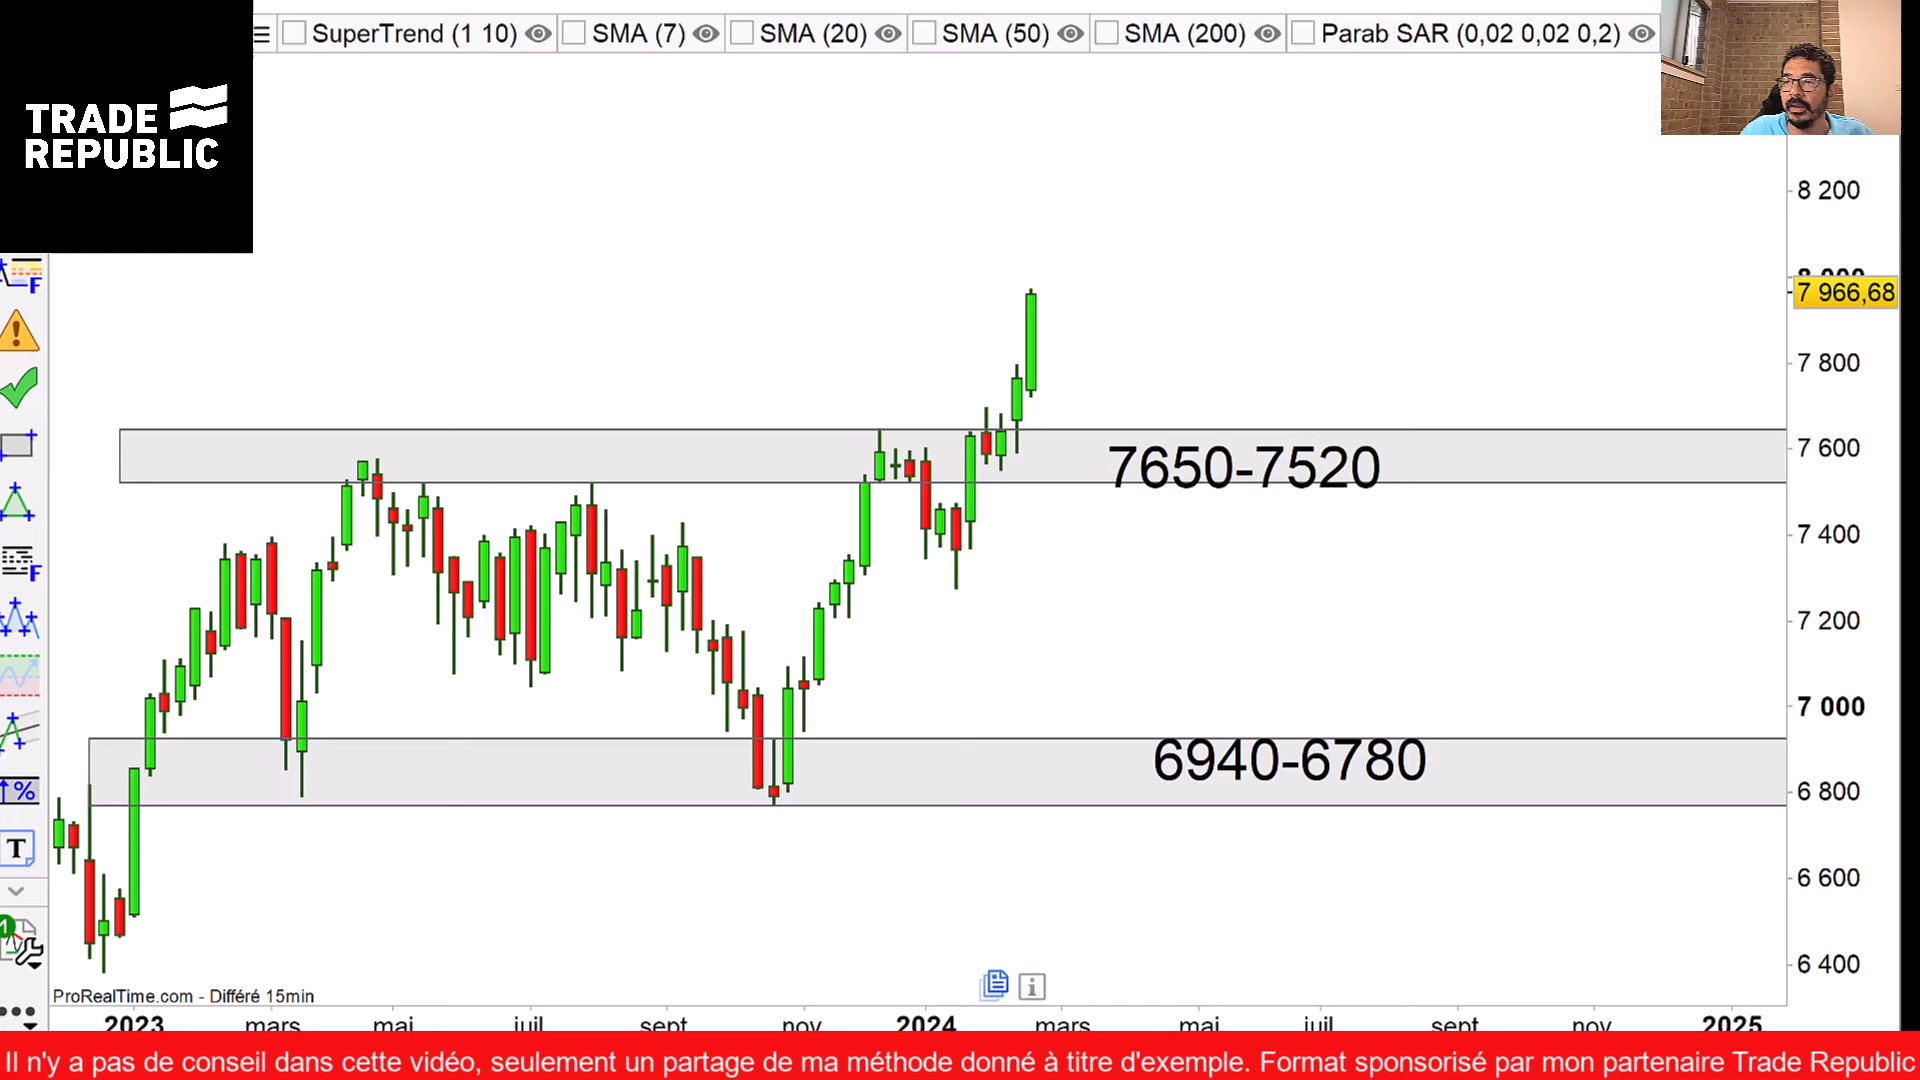 SuperTrend (1 10) SMA (7) SMA (20) SMA (50) SMA (200) Parab SAR (0,02 0,02 0,2)
TRADE
REPUBLIC
8 200
8 000
7 966,68
7 800
7 600
7650-7520
7 400
7 200
7 000
6940-6780
6 800
6 600
6 400
F
F
%
T
1
i
ProRealTime.com - Différé 15min
2023 mars mai juil sept nov 2024 mars mai juil sept nov 2025
Il n'y a pas de conseil dans cette vidéo, seulement un partage de ma méthode donné à titre d'exemple. Format sponsorisé par mon partenaire Trade Republic